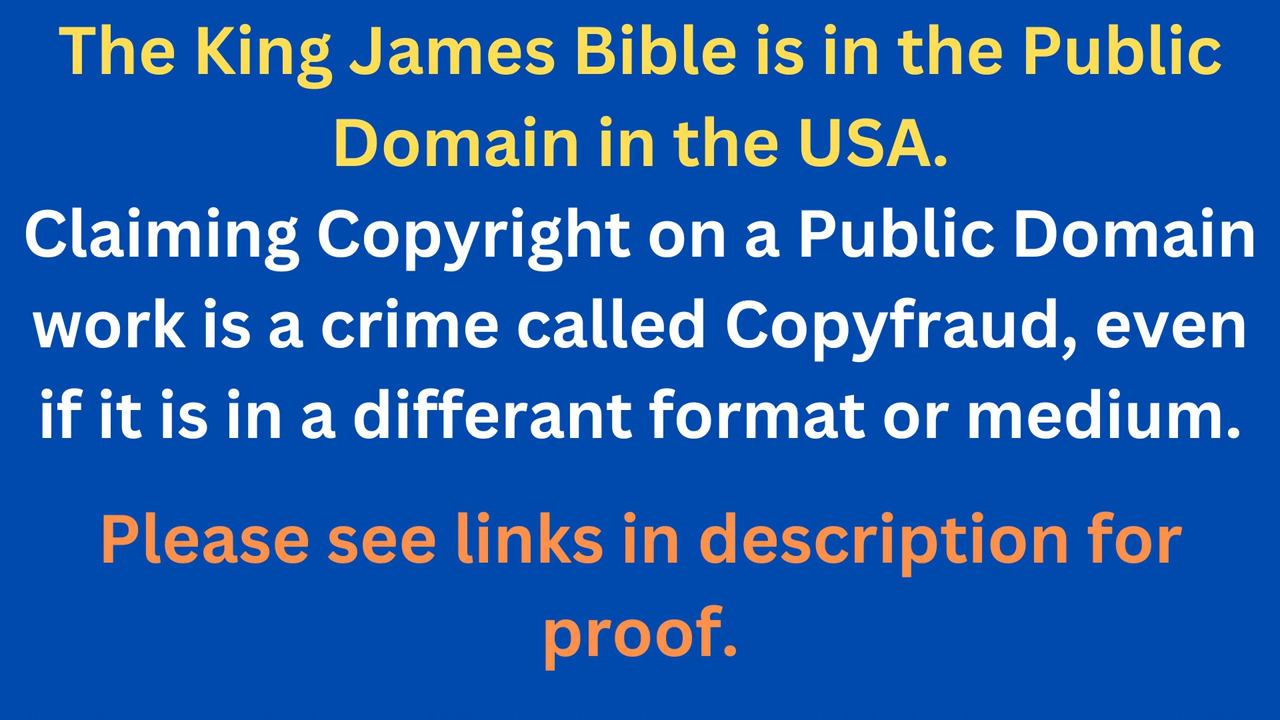 The King James Bible is in the Public
Domain in the USA.
Claiming Copyright on a Public Domain
work is a crime called Copyfraud, even
if it is in a differant format or medium.
Please see links in description for
proof.